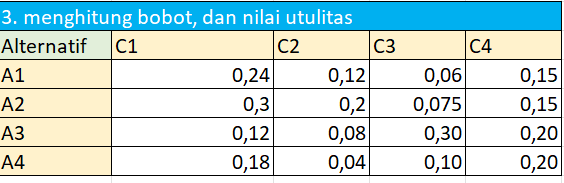 3. menghitung bobot, dan nilai utulitas
Alternatif C1 C2 C3 C4
A1 0,24 0,12 0,06 0,15
A2 0,3 0,2 0,075 0,15
A3 0,12 0,08 0,30 0,20
A4 0,18 0,04 0,10 0,20